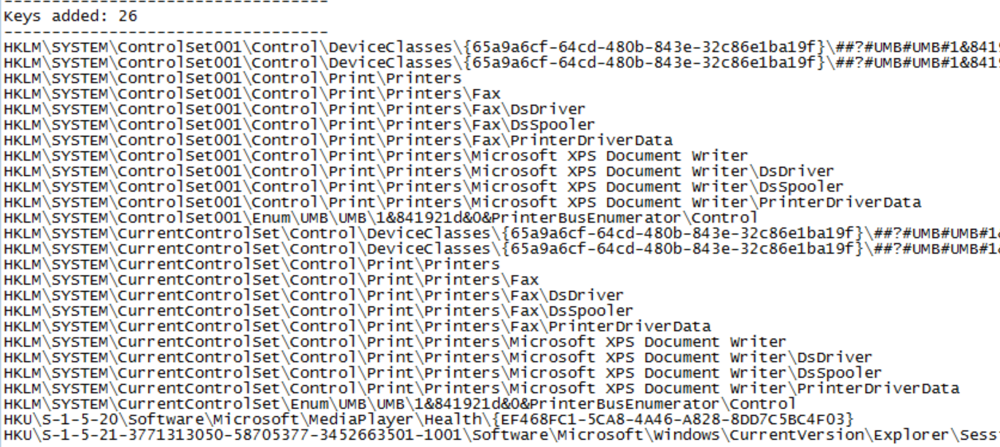 ----------------------------------
Keys added: 26
----------------------------------
HKLM\SYSTEM\ControlSet001\Control\DeviceClasses\{65a9a6cf-64cd-480b-843e-32c86e1ba19f}\##?#UMB#UMB#1&841
HKLM\SYSTEM\ControlSet001\Control\DeviceClasses\{65a9a6cf-64cd-480b-843e-32c86e1ba19f}\##?#UMB#UMB#1&841
HKLM\SYSTEM\ControlSet001\Control\Print\Printers
HKLM\SYSTEM\ControlSet001\Control\Print\Printers\Fax
HKLM\SYSTEM\ControlSet001\Control\Print\Printers\Fax\DsDriver
HKLM\SYSTEM\ControlSet001\Control\Print\Printers\Fax\DsSpooler
HKLM\SYSTEM\ControlSet001\Control\Print\Printers\Fax\PrinterDriverData
HKLM\SYSTEM\ControlSet001\Control\Print\Printers\Microsoft XPS Document Writer
HKLM\SYSTEM\ControlSet001\Control\Print\Printers\Microsoft XPS Document Writer\DsDriver
HKLM\SYSTEM\ControlSet001\Control\Print\Printers\Microsoft XPS Document Writer\DsSpooler
HKLM\SYSTEM\ControlSet001\Control\Print\Printers\Microsoft XPS Document Writer\PrinterDriverData
HKLM\SYSTEM\ControlSet001\Enum\UMB\UMB\1&841921d&0&PrinterBusEnumerator\Control
HKLM\SYSTEM\CurrentControlSet\Control\DeviceClasses\{65a9a6cf-64cd-480b-843e-32c86e1ba19f}\##?#UMB#UMB#1&
HKLM\SYSTEM\CurrentControlSet\Control\DeviceClasses\{65a9a6cf-64cd-480b-843e-32c86e1ba19f}\##?#UMB#UMB#1&
HKLM\SYSTEM\CurrentControlSet\Control\Print\Printers
HKLM\SYSTEM\CurrentControlSet\Control\Print\Printers\Fax
HKLM\SYSTEM\CurrentControlSet\Control\Print\Printers\Fax\DsDriver
HKLM\SYSTEM\CurrentControlSet\Control\Print\Printers\Fax\DsSpooler
HKLM\SYSTEM\CurrentControlSet\Control\Print\Printers\Fax\PrinterDriverData
HKLM\SYSTEM\CurrentControlSet\Control\Print\Printers\Microsoft XPS Document Writer
HKLM\SYSTEM\CurrentControlSet\Control\Print\Printers\Microsoft XPS Document Writer\DsDriver
HKLM\SYSTEM\CurrentControlSet\Control\Print\Printers\Microsoft XPS Document Writer\DsSpooler
HKLM\SYSTEM\CurrentControlSet\Control\Print\Printers\Microsoft XPS Document Writer\PrinterDriverData
HKLM\SYSTEM\CurrentControlSet\Enum\UMB\UMB\1&841921d&0&PrinterBusEnumerator\Control
HKU\S-1-5-20\Software\Microsoft\MediaPlayer\Health\{EF468FC1-5CA8-4A46-A828-8DD7C5BC4F03}
HKU\S-1-5-21-3771313050-58705377-3452663501-1001\Software\Microsoft\Windows\CurrentVersion\Explorer\Sess